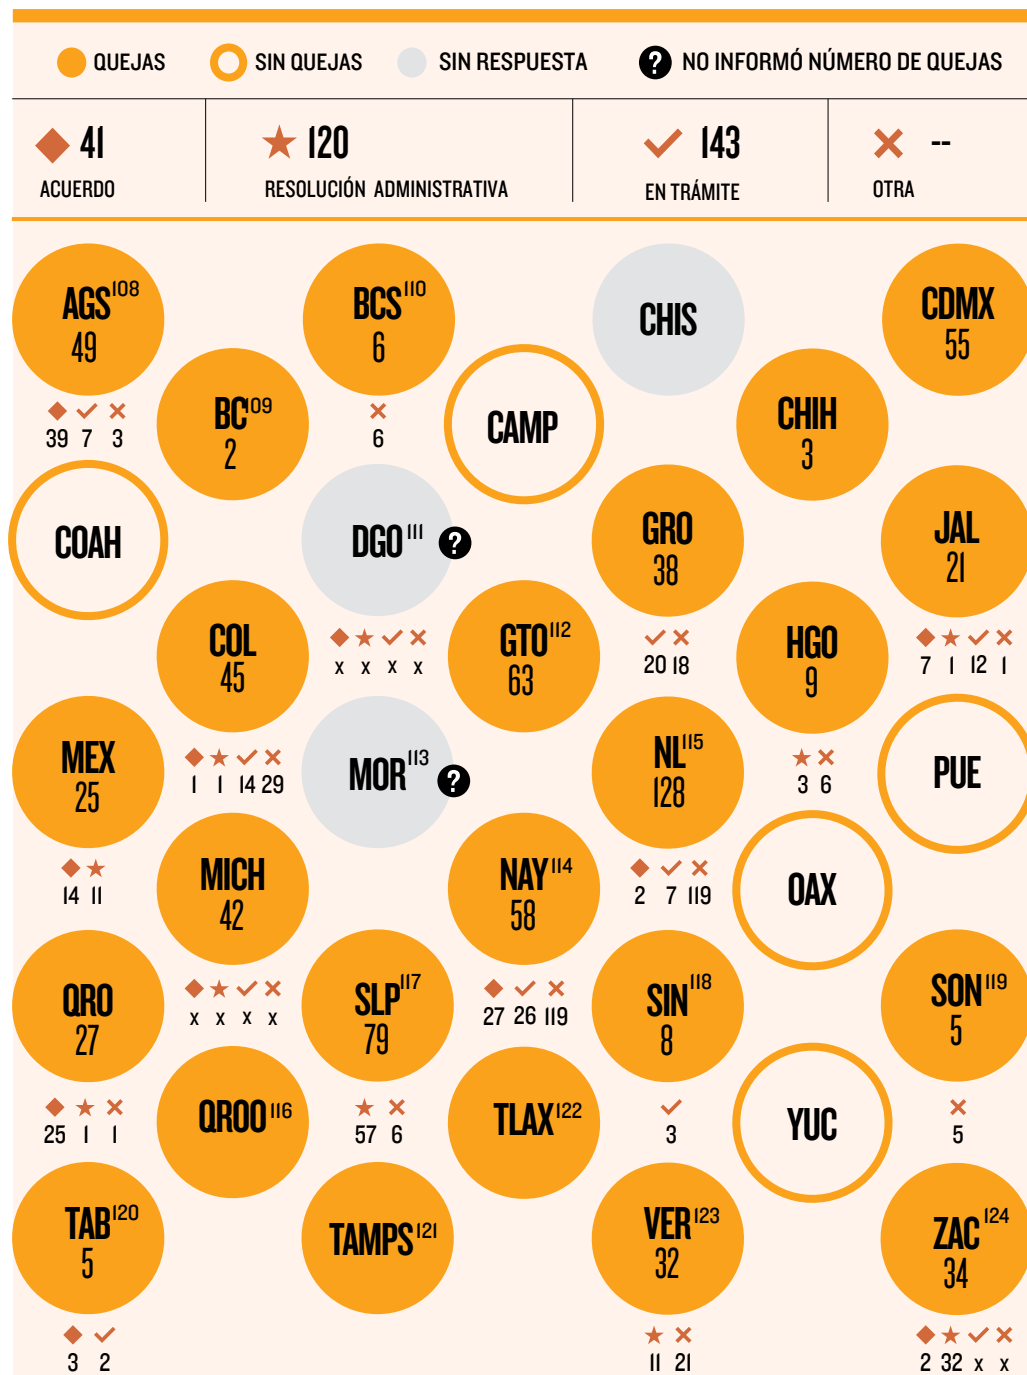 QUEJAS SIN QUEJAS SIN RESPUESTA ? NO INFORMÓ NÚMERO DE QUEJAS
41 120 143 --
ACUERDO RESOLUCIÓN ADMINISTRATIVA EN TRÁMITE OTRA
AGS108
49
39 7 3
BCS110
6
6
CHIS
CDMX
55
BC109
2
CAMP
CHIH
3
COAH
DGO111 ?
x x x x
GRO
38
20 18
JAL
21
7 1 12 1
COL
45
1 1 14 29
GTO112
63
HGO
9
3 6
MEX
25
14 11
MOR113 ?
NL115
128
2 7 119
PUE
MICH
42
x x x x
NAY114
58
27 26 119
OAX
QRO
27
25 1 1
SLP117
79
57 6
SIN118
8
3
SON119
5
5
QROO116
TLAX122
YUC
TAB120
5
3 2
TAMPS121
VER123
32
11 21
ZAC124
34
2 32 x x